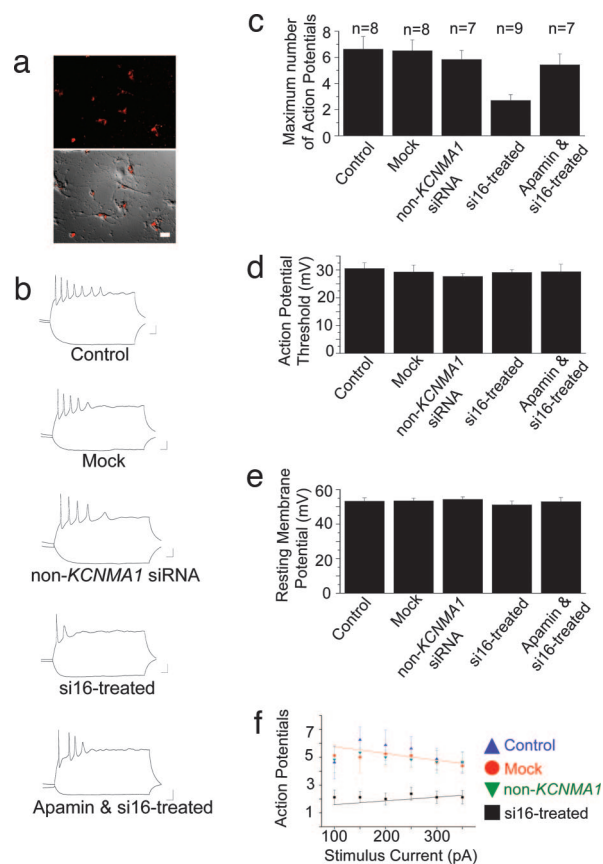 a
b
Control
Mock
non-KCNMA1 siRNA
si16-treated
Apamin & si16-treated
c
n=8 n=8 n=7 n=9 n=7
Maximum number
of Action Potentials
8
6
4
2
0
Control
Mock
non-KCNMA1
siRNA
si16-treated
Apamin &
si16-treated
d
Action Potential
Threshold (mV)
30
20
10
0
Control
Mock
non-KCNMA1
siRNA
si16-treated
Apamin &
si16-treated
e
Resting Membrane
Potential (mV)
60
40
20
0
Control
Mock
non-KCNMA1
siRNA
si16-treated
Apamin &
si16-treated
f
Action Potentials
7
5
3
1
100 200 300
Stimulus Current (pA)
Control
Mock
non-KCNMA1
si16-treated